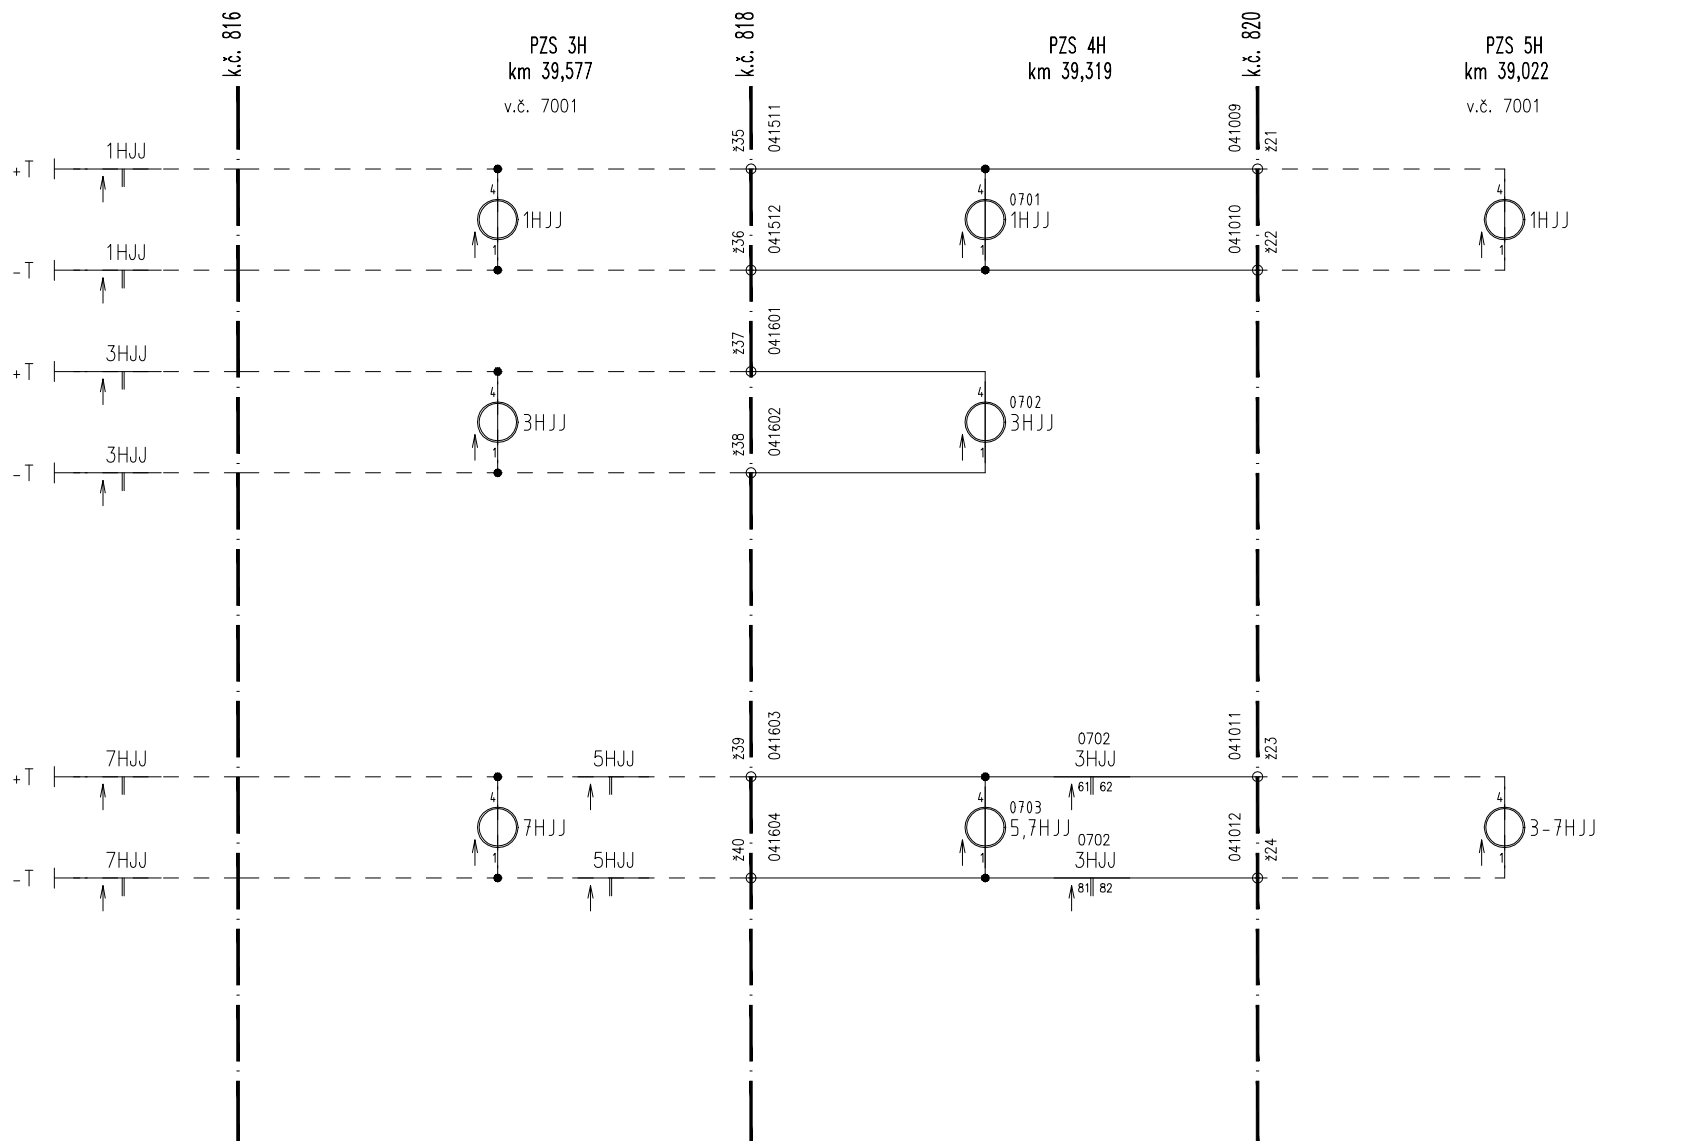 k.č. 816
k.č. 818
k.č. 820
PZS 3H
km 39,577
v.č. 7001
PZS 4H
km 39,319
PZS 5H
km 39,022
v.č. 7001
ž35
041511
041009
ž21
+T
1HJJ
4
1HJJ
1
4
0701
1HJJ
1
4
1HJJ
1
ž36
041512
041010
ž22
-T
1HJJ
ž37
041601
+T
3HJJ
4
3HJJ
1
4
0702
3HJJ
1
ž38
041602
-T
3HJJ
ž39
041603
041011
ž23
+T
7HJJ
5HJJ
0702
3HJJ
61 62
4
7HJJ
1
4
0703
5,7HJJ
1
4
3-7HJJ
1
ž40
041604
041012
ž24
-T
7HJJ
5HJJ
0702
3HJJ
81 82